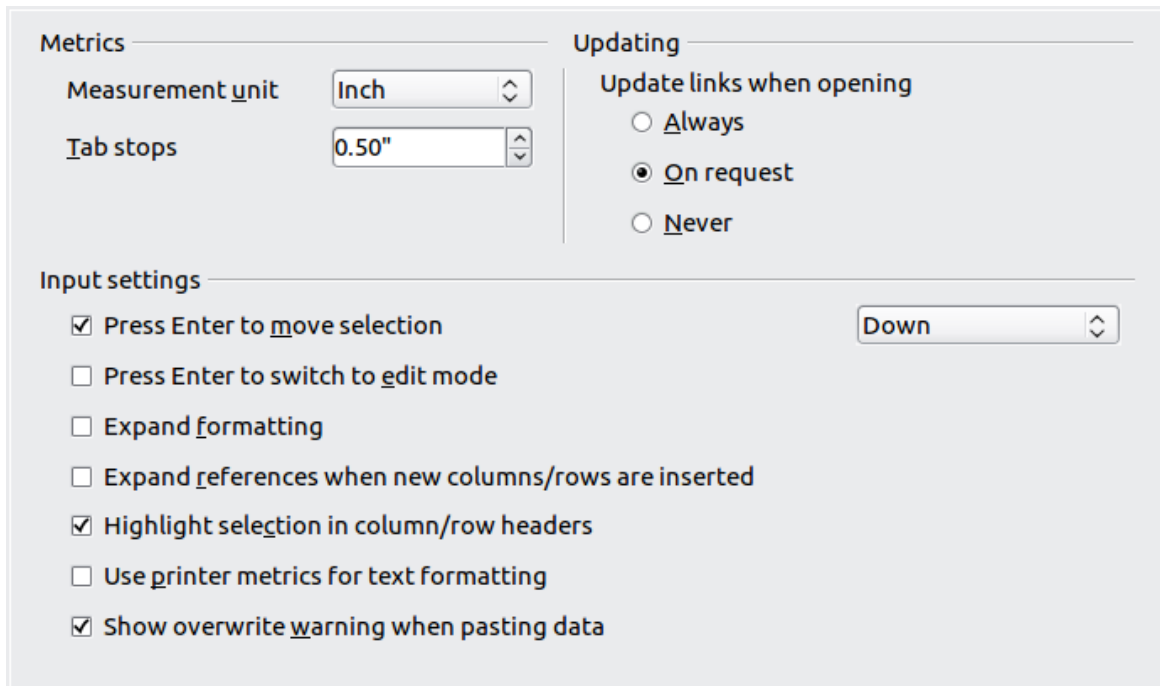 Metrics
Measurement unit Inch
Tab stops 0.50"
Updating
Update links when opening
Always
On request
Never
Input settings
Press Enter to move selection Down
Press Enter to switch to edit mode
Expand formatting
Expand references when new columns/rows are inserted
Highlight selection in column/row headers
Use printer metrics for text formatting
Show overwrite warning when pasting data